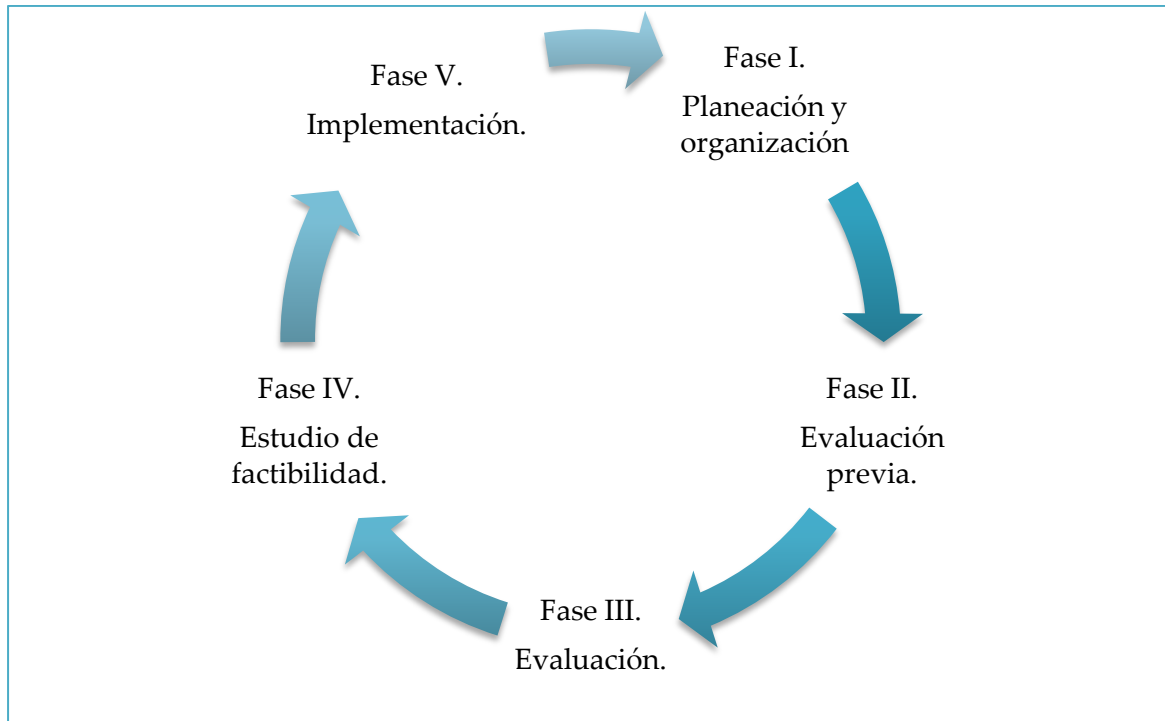 Fase I.
Planeación y
organización
Fase II.
Evaluación
previa.
Fase III.
Evaluación.
Fase IV.
Estudio de
factibilidad.
Fase V.
Implementación.